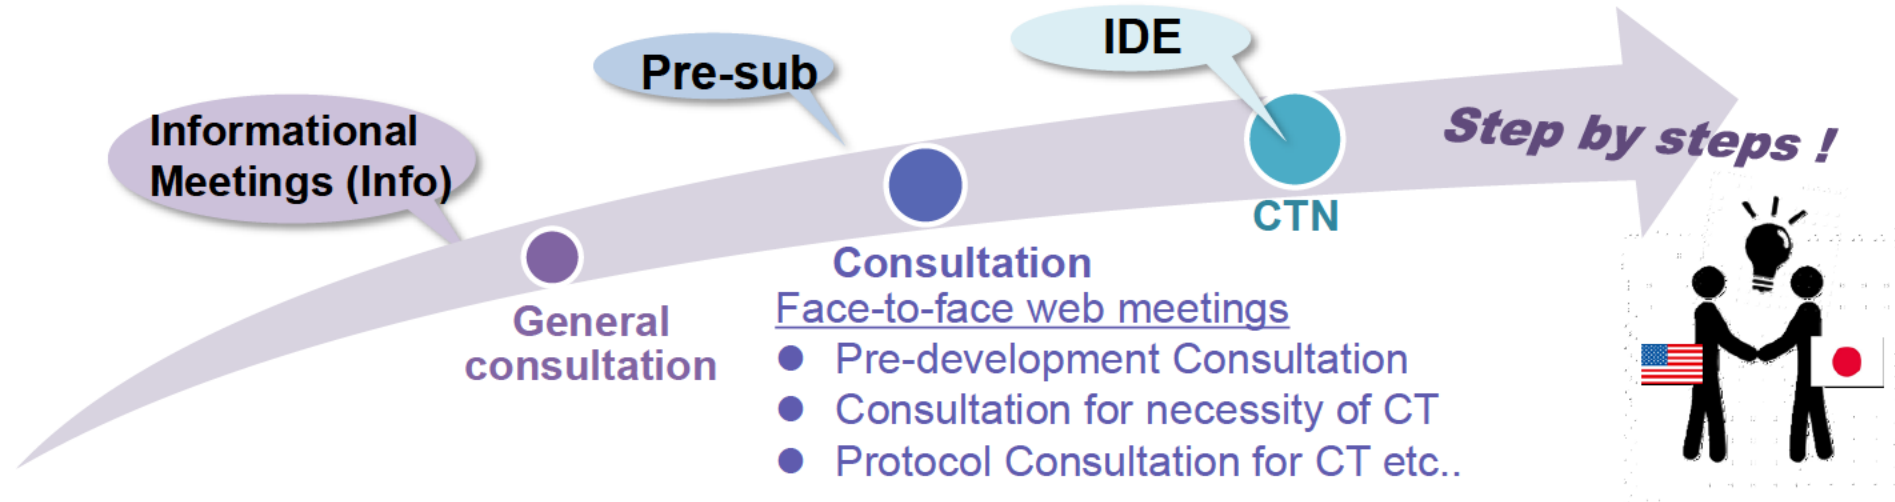 Informational
Meetings (Info)
Pre-sub
IDE
Step by steps !
General
consultation
Consultation
Face-to-face web meetings
● Pre-development Consultation
● Consultation for necessity of CT
● Protocol Consultation for CT etc..
CTN